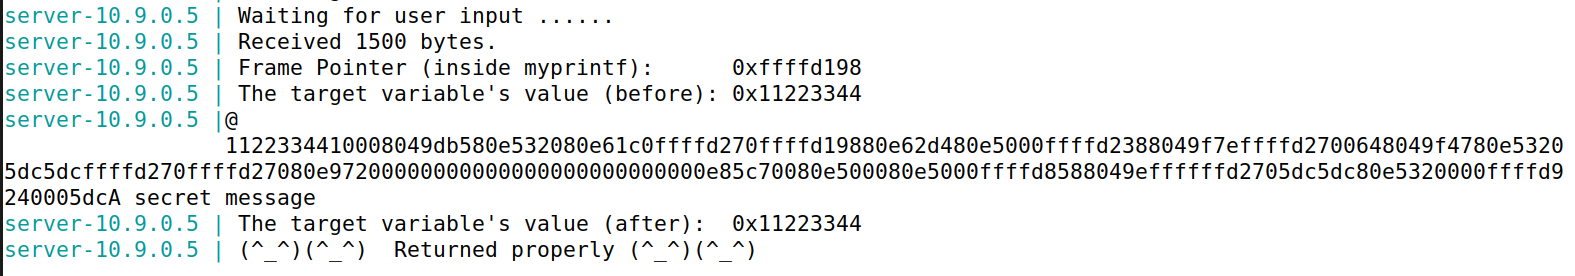 server-10.9.0.5 | Waiting for user input ......
server-10.9.0.5 | Received 1500 bytes.
server-10.9.0.5 | Frame Pointer (inside myprintf):      0xffffd198
server-10.9.0.5 | The target variable's value (before): 0x11223344
server-10.9.0.5 |@
1122334410008049db580e532080e61c0ffffd270ffffd19880e62d480e5000ffffd2388049f7effffd2700648049f4780e5320
5dc5dcffffd270ffffd27080e97200000000000000000000000000e85c70080e500080e5000ffffd8588049effffffd2705dc5dc80e5320000ffffd9
240005dcA secret message
server-10.9.0.5 | The target variable's value (after):  0x11223344
server-10.9.0.5 | (^_^)(^_^)  Returned properly (^_^)(^_^)